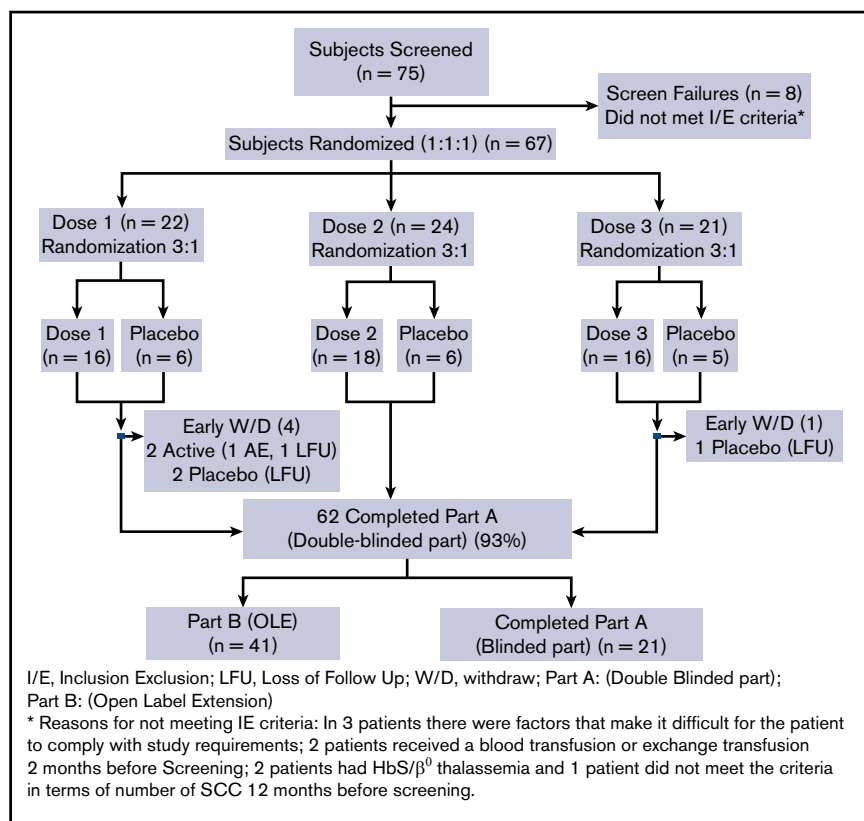 Subjects Screened
(n = 75)
Screen Failures (n = 8)
Did not met I/E criteria*
Subjects Randomized (1:1:1) (n = 67)
Dose 1 (n = 22)
Randomization 3:1
Dose 2 (n = 24)
Randomization 3:1
Dose 3 (n = 21)
Randomization 3:1
Dose 1
(n = 16)
Placebo
(n = 6)
Dose 2
(n = 18)
Placebo
(n = 6)
Dose 3
(n = 16)
Placebo
(n = 5)
Early W/D (4)
2 Active (1 AE, 1 LFU)
2 Placebo (LFU)
Early W/D (1)
1 Placebo (LFU)
62 Completed Part A
(Double-blinded part) (93%)
Part B (OLE)
(n = 41)
Completed Part A
(Blinded part) (n = 21)
I/E, Inclusion Exclusion; LFU, Loss of Follow Up; W/D, withdraw; Part A: (Double Blinded part);
Part B: (Open Label Extension)
* Reasons for not meeting IE criteria: In 3 patients there were factors that make it difficult for the patient
to comply with study requirements; 2 patients received a blood transfusion or exchange transfusion
2 months before Screening; 2 patients had HbS/β⁰ thalassemia and 1 patient did not meet the criteria
in terms of number of SCC 12 months before screening.